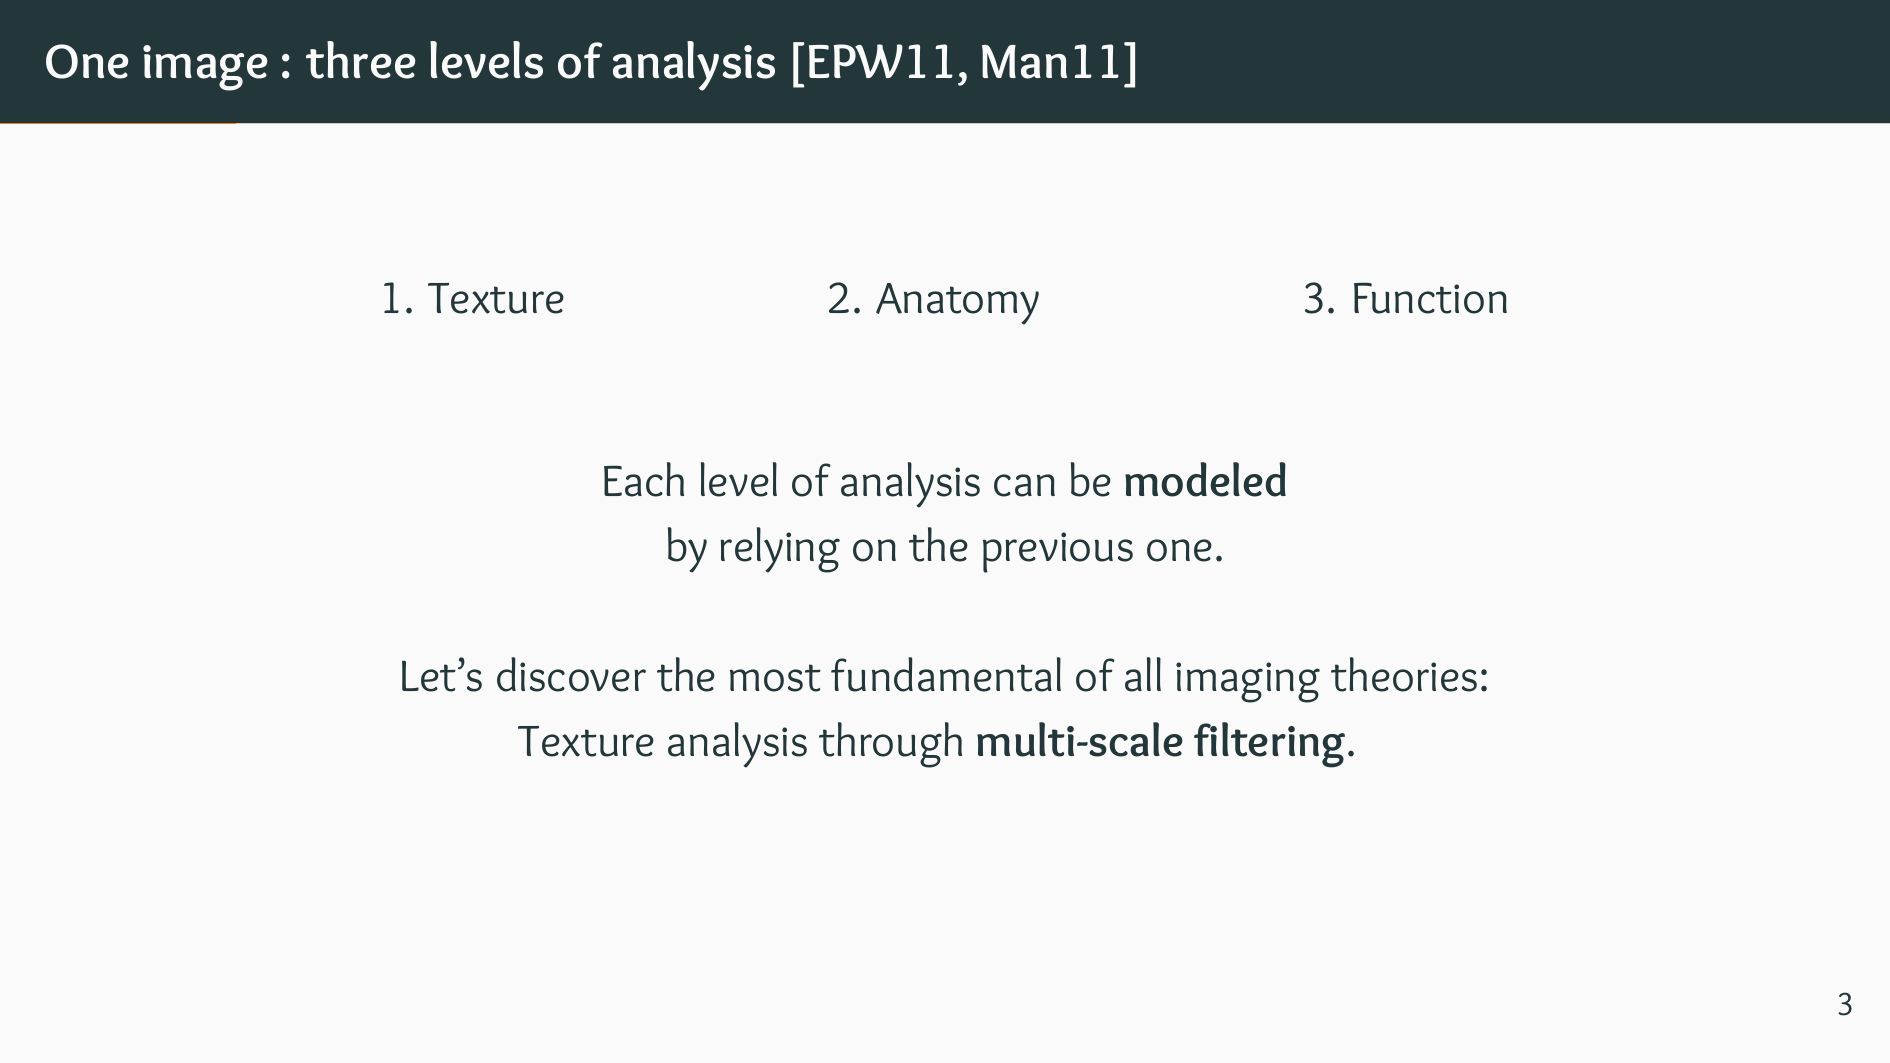 One image : three levels of analysis [EPW11, Man11]
1. Texture 2. Anatomy 3. Function
Each level of analysis can be modeled
by relying on the previous one.
Let’s discover the most fundamental of all imaging theories:
Texture analysis through multi-scale filtering.
3